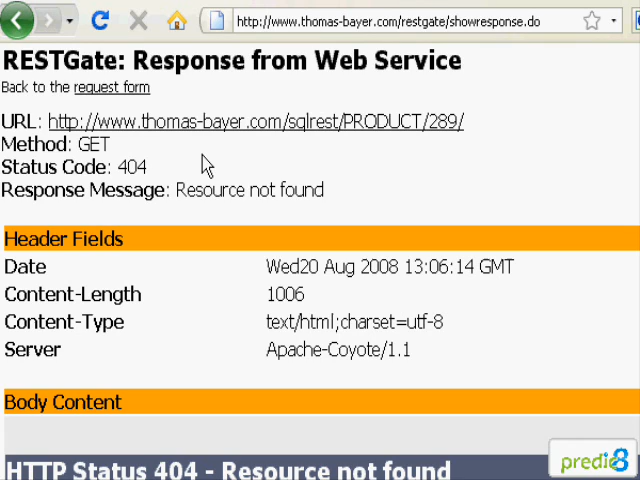 http://www.thomas-bayer.com/restgate/showresponse.do
RESTGate: Response from Web Service
Back to the request form
URL: http://www.thomas-bayer.com/sqlrest/PRODUCT/289/
Method: GET
Status Code: 404
Response Message: Resource not found
Header Fields
Date Wed20 Aug 2008 13:06:14 GMT
Content-Length 1006
Content-Type text/html;charset=utf-8
Server Apache-Coyote/1.1
Body Content
predic8
HTTP Status 404 - Resource not found